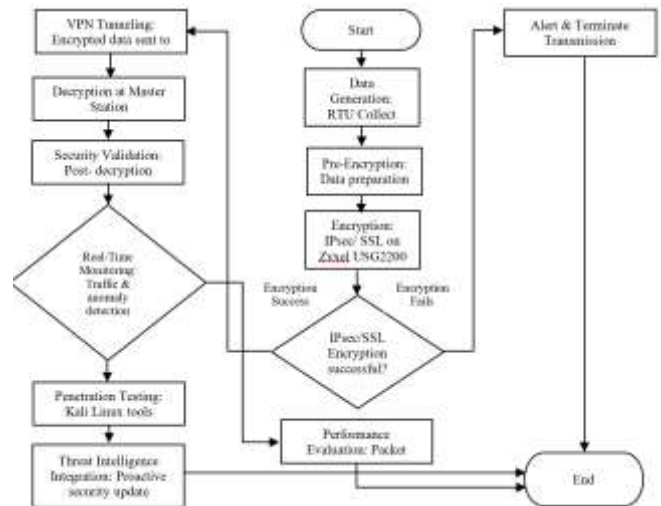 Start
Data
Generation:
RTU Collect
Pre-Encryption:
Data preparation
Encryption:
IPsec/ SSL on
Zyxel USG2200
IPsec/SSL
Encryption
successful?
Encryption
Success
Encryption
Fails
VPN Tunneling:
Encrypted data sent to
Decryption at Master
Station
Security Validation:
Post- decryption
Real-Time
Monitoring
Traffic &
anomaly
detection
Penetration Testing:
Kali Linux tools
Threat Intelligence
Integration: Proactive
security update
Performance
Evaluation: Packet
Alert & Terminate
Transmission
End